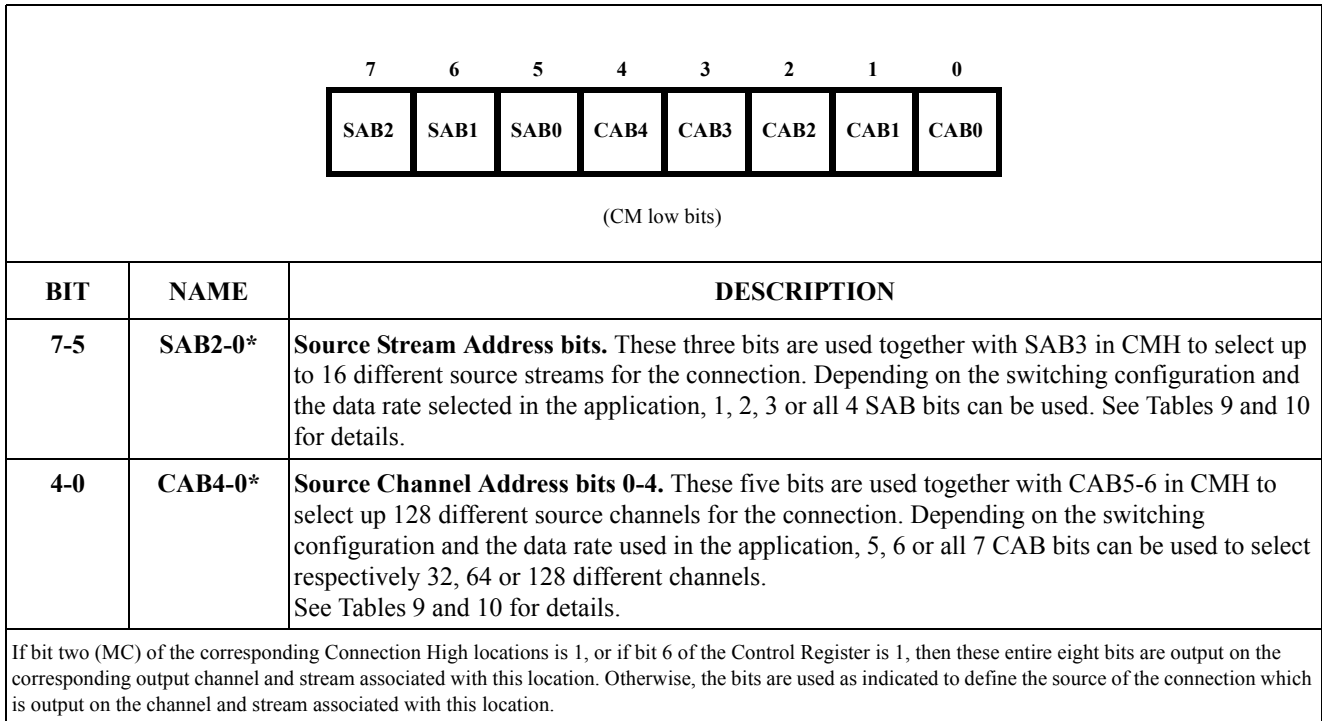 7 6 5 4 3 2 1 0
SAB2 SAB1 SAB0 CAB4 CAB3 CAB2 CAB1 CAB0
(CM low bits)
BIT NAME DESCRIPTION
7-5 SAB2-0* Source Stream Address bits. These three bits are used together with SAB3 in CMH to select up
to 16 different source streams for the connection. Depending on the switching configuration and
the data rate selected in the application, 1, 2, 3 or all 4 SAB bits can be used. See Tables 9 and 10
for details.
4-0 CAB4-0* Source Channel Address bits 0-4. These five bits are used together with CAB5-6 in CMH to
select up 128 different source channels for the connection. Depending on the switching
configuration and the data rate used in the application, 5, 6 or all 7 CAB bits can be used to select
respectively 32, 64 or 128 different channels.
See Tables 9 and 10 for details.
If bit two (MC) of the corresponding Connection High locations is 1, or if bit 6 of the Control Register is 1, then these entire eight bits are output on the
corresponding output channel and stream associated with this location. Otherwise, the bits are used as indicated to define the source of the connection which
is output on the channel and stream associated with this location.